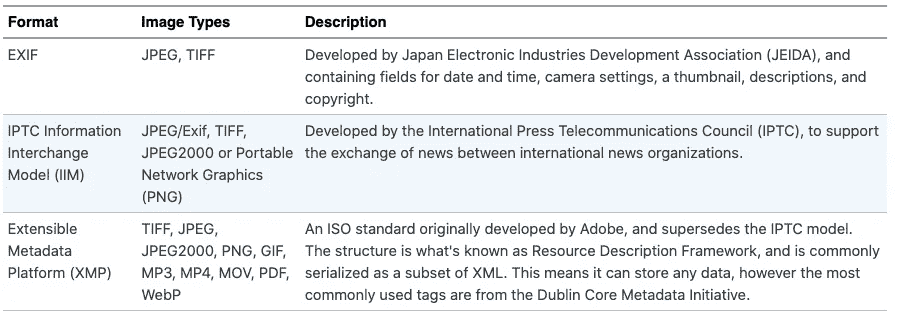 Format Image Types Description
EXIF JPEG, TIFF Developed by Japan Electronic Industries Development Association (JEIDA), and
containing fields for date and time, camera settings, a thumbnail, descriptions, and
copyright.
IPTC Information JPEG/Exif, TIFF, Developed by the International Press Telecommunications Council (IPTC), to support
Interchange JPEG2000 or Portable the exchange of news between international news organizations.
Model (IIM) Network Graphics
(PNG)
Extensible TIFF, JPEG, An ISO standard originally developed by Adobe, and supersedes the IPTC model.
Metadata JPEG2000, PNG, GIF, The structure is what's known as Resource Description Framework, and is commonly
Platform (XMP) MP3, MP4, MOV, PDF, serialized as a subset of XML. This means it can store any data, however the most
WebP commonly used tags are from the Dublin Core Metadata Initiative.